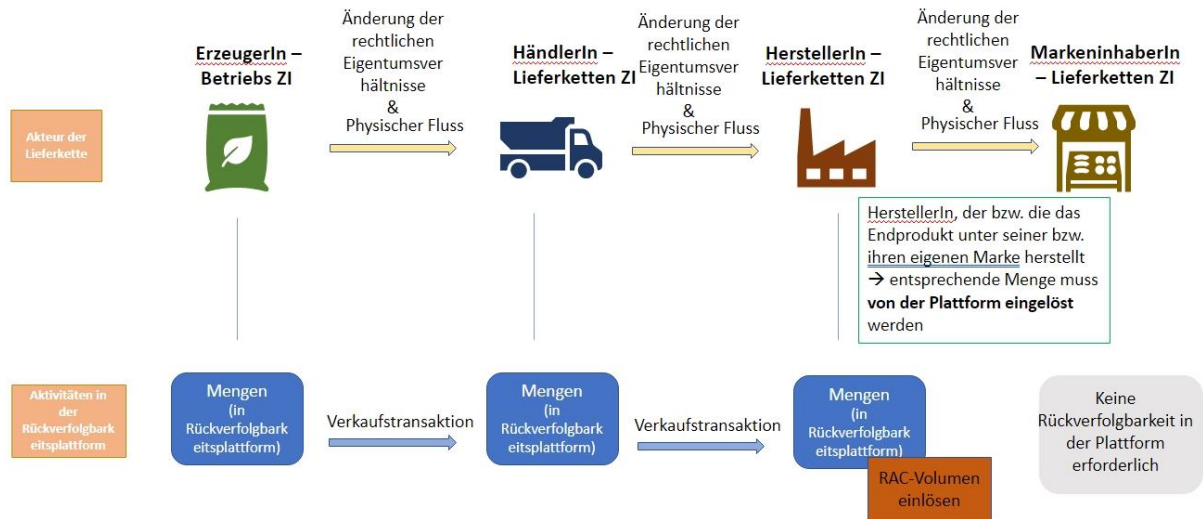 ErzeugerIn –
Betriebs ZI
Änderung der
rechtlichen
Eigentumsver
hältnisse
&
Physischer Fluss
HändlerIn –
Lieferketten ZI
Änderung der
rechtlichen
Eigentumsver
hältnisse
&
Physischer Fluss
HerstellerIn –
Lieferketten ZI
Änderung der
rechtlichen
Eigentumsver
hältnisse
&
Physischer Fluss
MarkeninhaberIn
– Lieferketten ZI
Akteur der
Lieferkette
HerstellerIn, der bzw. die das
Endprodukt unter seiner bzw.
ihren eigenen Marke herstellt
→ entsprechende Menge muss
von der Plattform eingelöst
werden
Aktivitäten in
der
Rückverfolgbark
eitsplattform
Mengen
(in
Rückverfolgbark
eitsplattform)
Verkaufstransaktion
Mengen
(in
Rückverfolgbark
eitsplattform)
Verkaufstransaktion
Mengen
(in
Rückverfolgbark
eitsplattform)
RAC-Volumen
einlösen
Keine
Rückverfolgbarkeit in
der Plattform
erforderlich